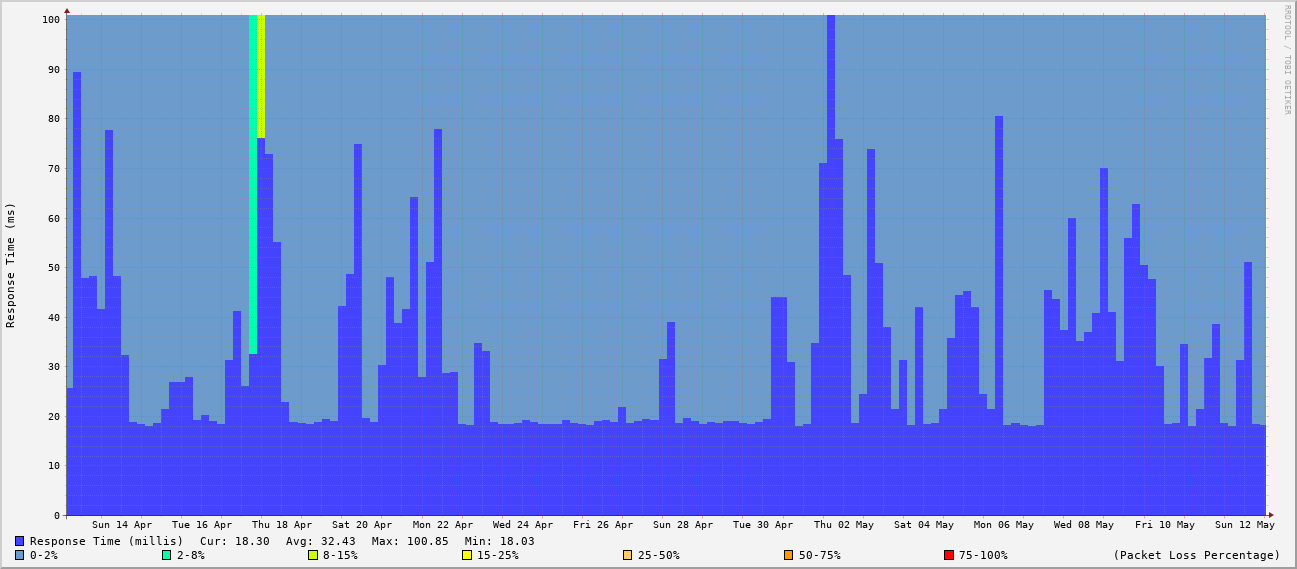 RRDTOOL / TOBI OETIKER
Response Time (ms)
100
90
80
70
60
50
40
30
20
10
0
Sun 14 Apr Tue 16 Apr Thu 18 Apr Sat 20 Apr Mon 22 Apr Wed 24 Apr Fri 26 Apr Sun 28 Apr Tue 30 Apr Thu 02 May Sat 04 May Mon 06 May Wed 08 May Fri 10 May Sun 12 May
Response Time (millis) Cur: 18.30 Avg: 32.43 Max: 100.85 Min: 18.03
0-2% 2-8% 8-15% 15-25% 25-50% 50-75% 75-100% (Packet Loss Percentage)